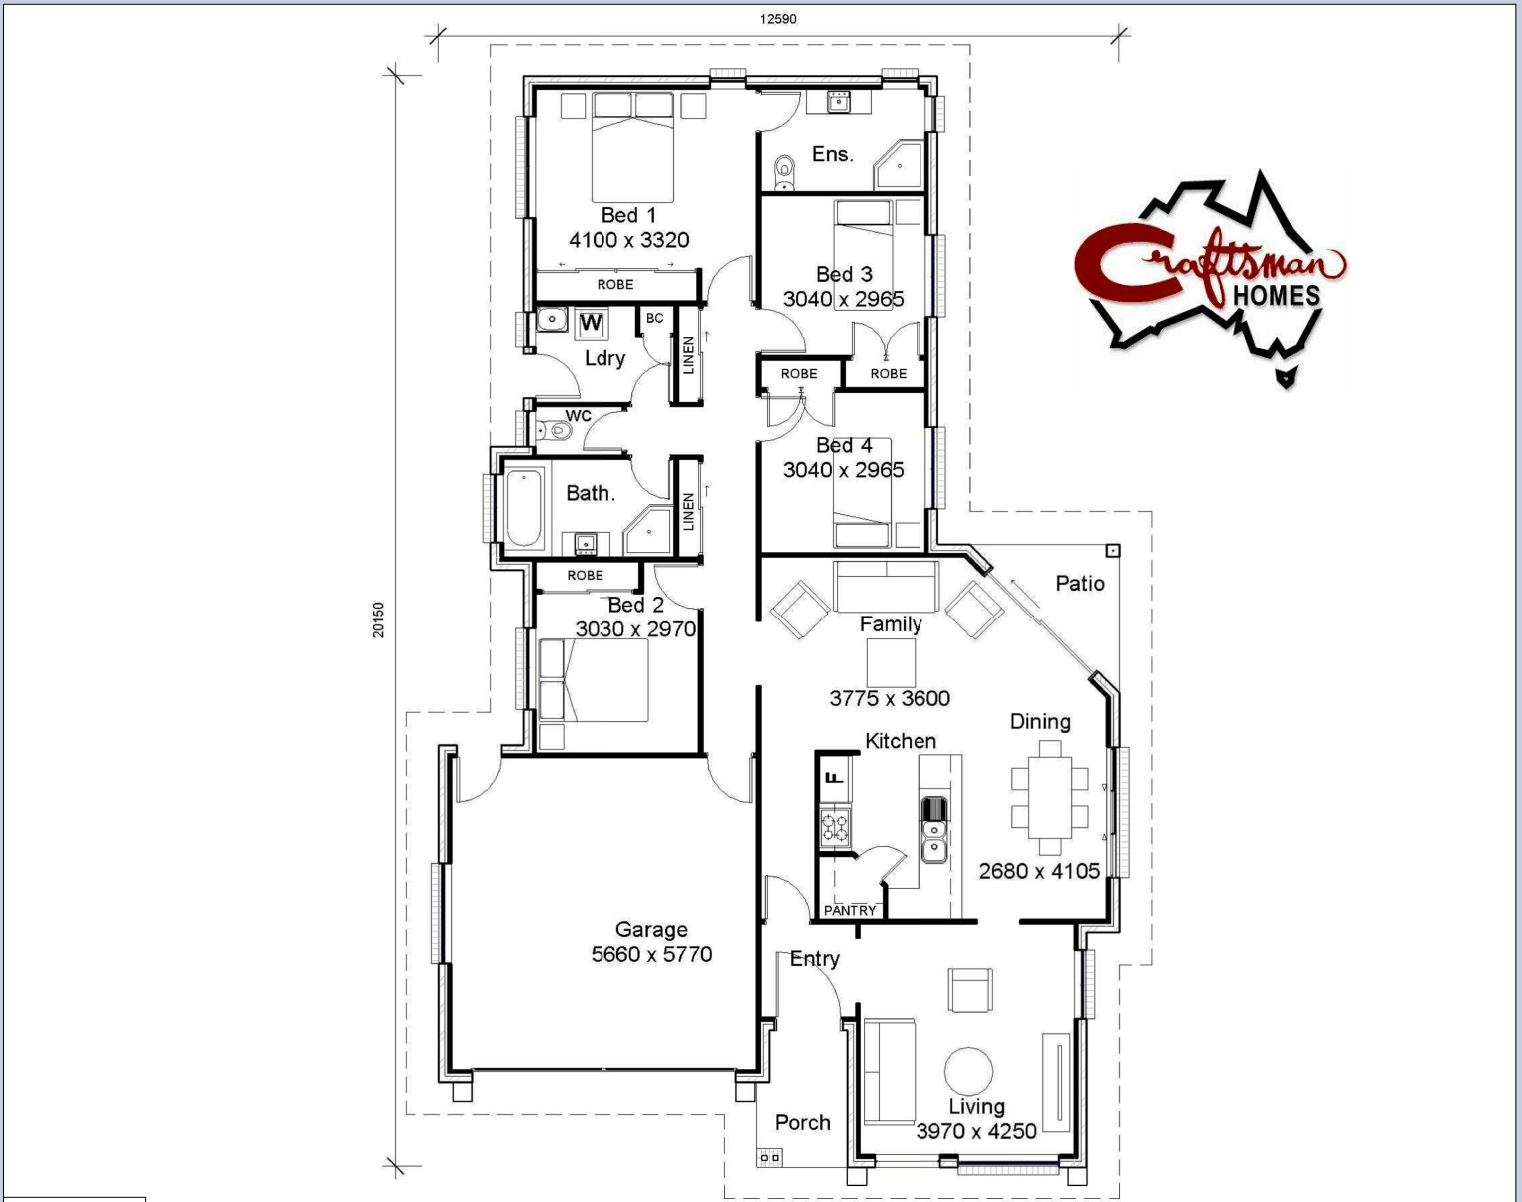 12590
20150
Ens.
Bed 1
4100 x 3320
ROBE
Bed 3
3040 x 2965
Craftsman
HOMES
W
BC
Ldry
LINEN
ROBE
ROBE
WC
Bed 4
3040 x 2965
Bath.
LINEN
ROBE
Bed 2
3030 x 2970
Patio
Family
3775 x 3600
Dining
Kitchen
F
2680 x 4105
PANTRY
Garage
5660 x 5770
Entry
Living
3970 x 4250
Porch